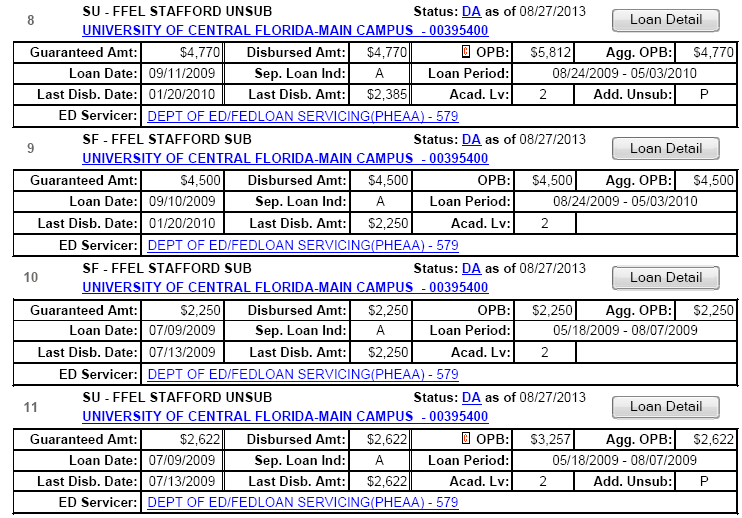 8 SU - FFEL STAFFORD UNSUB Status: DA as of 08/27/2013 Loan Detail
UNIVERSITY OF CENTRAL FLORIDA-MAIN CAMPUS - 00395400
Guaranteed Amt: $4,770 Disbursed Amt: $4,770 C OPB: $5,812 Agg. OPB: $4,770
Loan Date: 09/11/2009 Sep. Loan Ind: A Loan Period: 08/24/2009 - 05/03/2010
Last Disb. Date: 01/20/2010 Last Disb. Amt: $2,385 Acad. Lv: 2 Add. Unsub: P
ED Servicer: DEPT OF ED/FEDLOAN SERVICING(PHEAA) - 579
9 SF - FFEL STAFFORD SUB Status: DA as of 08/27/2013 Loan Detail
UNIVERSITY OF CENTRAL FLORIDA-MAIN CAMPUS - 00395400
Guaranteed Amt: $4,500 Disbursed Amt: $4,500 OPB: $4,500 Agg. OPB: $4,500
Loan Date: 09/10/2009 Sep. Loan Ind: A Loan Period: 08/24/2009 - 05/03/2010
Last Disb. Date: 01/20/2010 Last Disb. Amt: $2,250 Acad. Lv: 2
ED Servicer: DEPT OF ED/FEDLOAN SERVICING(PHEAA) - 579
10 SF - FFEL STAFFORD SUB Status: DA as of 08/27/2013 Loan Detail
UNIVERSITY OF CENTRAL FLORIDA-MAIN CAMPUS - 00395400
Guaranteed Amt: $2,250 Disbursed Amt: $2,250 OPB: $2,250 Agg. OPB: $2,250
Loan Date: 07/09/2009 Sep. Loan Ind: A Loan Period: 05/18/2009 - 08/07/2009
Last Disb. Date: 07/13/2009 Last Disb. Amt: $2,250 Acad. Lv: 2
ED Servicer: DEPT OF ED/FEDLOAN SERVICING(PHEAA) - 579
11 SU - FFEL STAFFORD UNSUB Status: DA as of 08/27/2013 Loan Detail
UNIVERSITY OF CENTRAL FLORIDA-MAIN CAMPUS - 00395400
Guaranteed Amt: $2,622 Disbursed Amt: $2,622 C OPB: $3,257 Agg. OPB: $2,622
Loan Date: 07/09/2009 Sep. Loan Ind: A Loan Period: 05/18/2009 - 08/07/2009
Last Disb. Date: 07/13/2009 Last Disb. Amt: $2,622 Acad. Lv: 2 Add. Unsub: P
ED Servicer: DEPT OF ED/FEDLOAN SERVICING(PHEAA) - 579